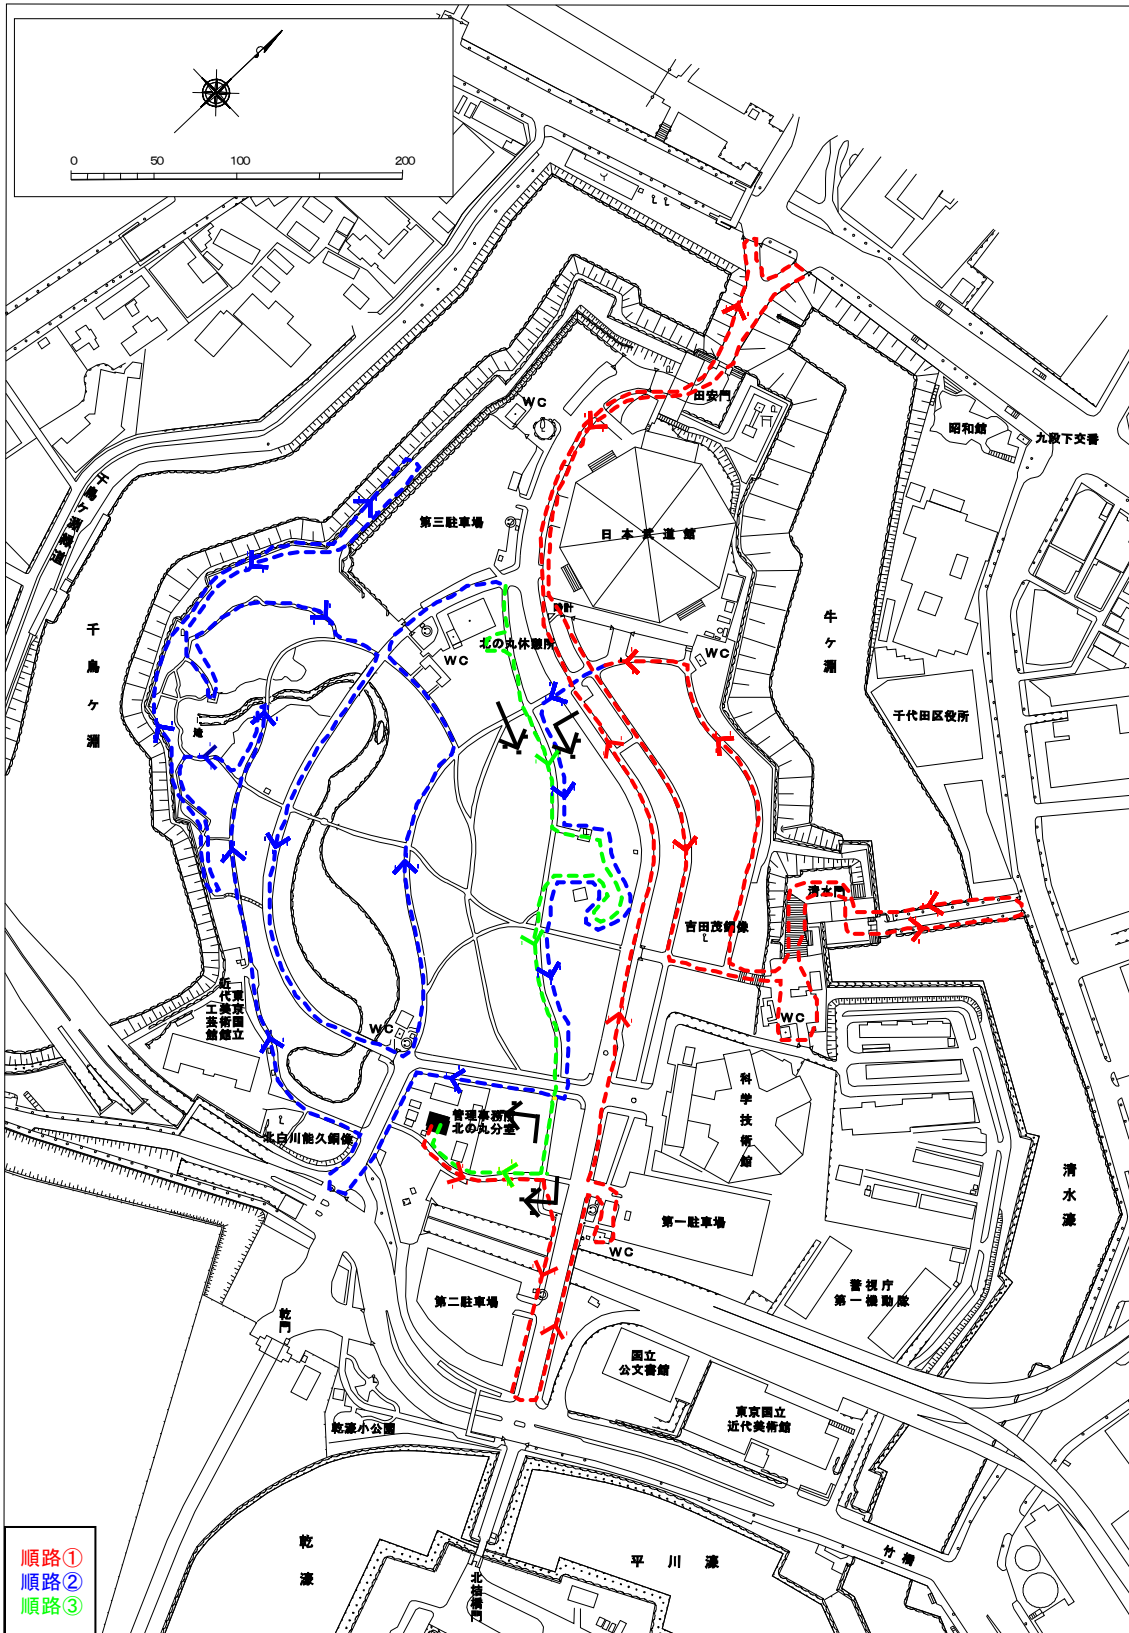 0 50 100 200
田安門
WC
昭和館
九段下交番
千鳥ヶ淵緑道
第三駐車場
日本武道館
時計
千鳥ヶ淵
牛ヶ淵
北の丸休憩所
WC
WC
千代田区役所
滝
清水門
吉田茂銅像
東京国立
近代美術館
工芸館
WC
WC
科学技術館
管理事務所
北の丸分室
北白川能久銅像
清水濠
第一駐車場
WC
警視庁
第一機動隊
第二駐車場
乾門
国立
公文書館
東京国立
近代美術館
乾濠小公園
乾濠
平川濠
竹橋
北桔橋門
順路①
順路②
順路③